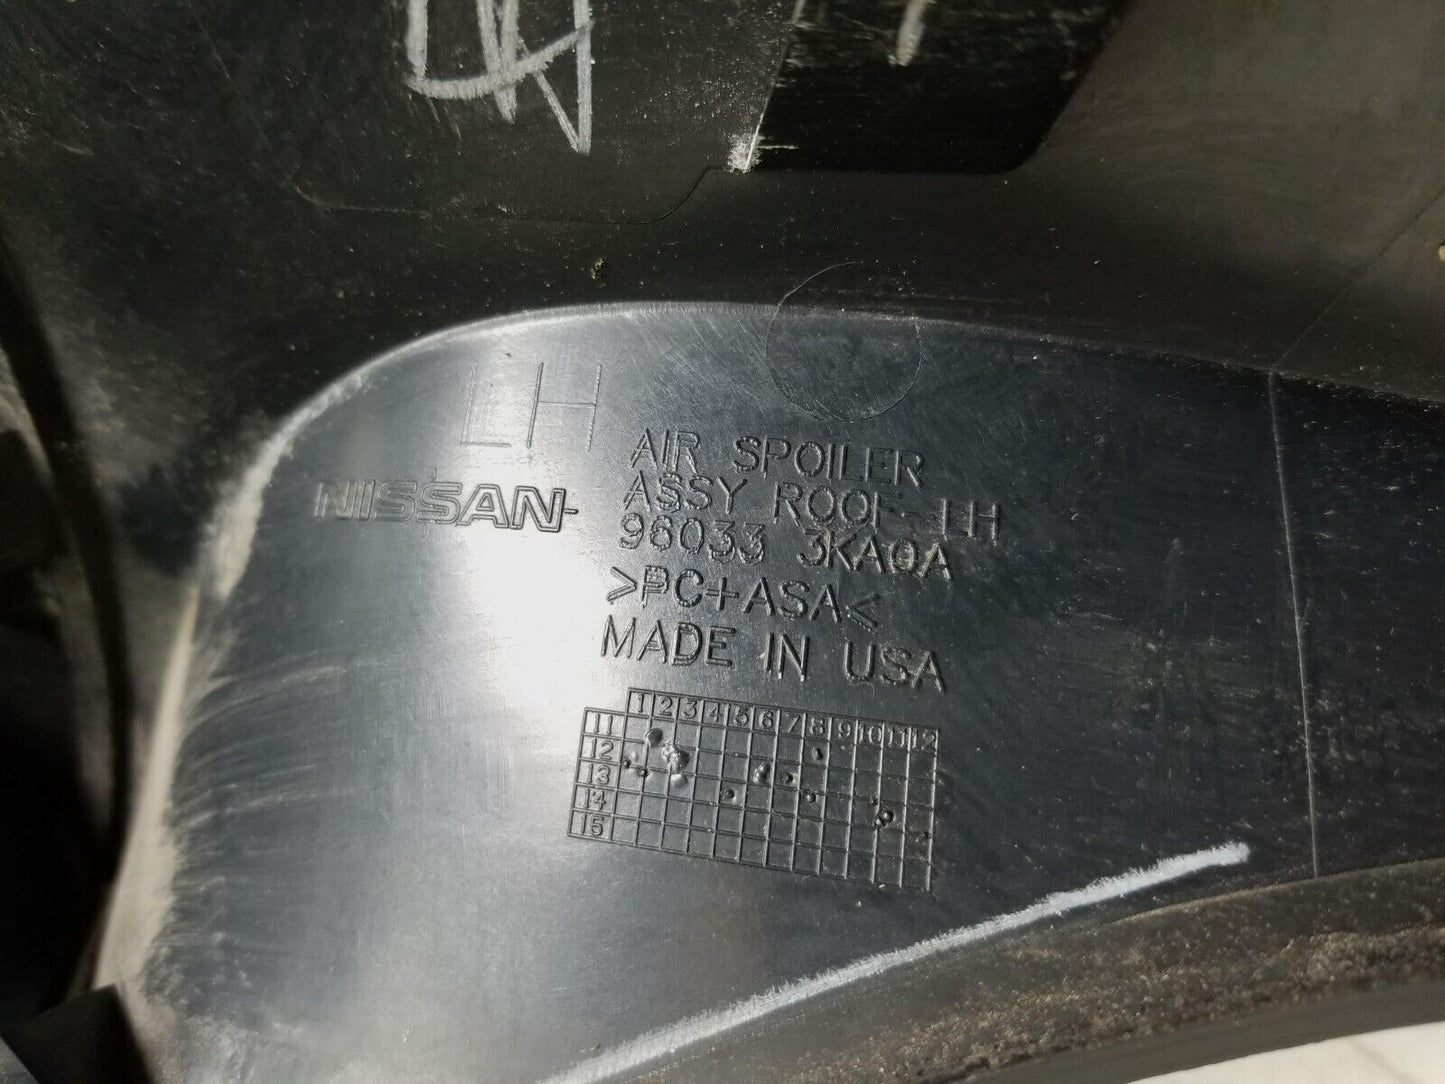 LH
NISSAN
AIR SPOILER
ASSY ROOF-LH
96033 3KA0A
>PC+ASA<
MADE IN USA
1 2 3 4 5 6 7 8 9 10 11 12
11
12
13
14
15